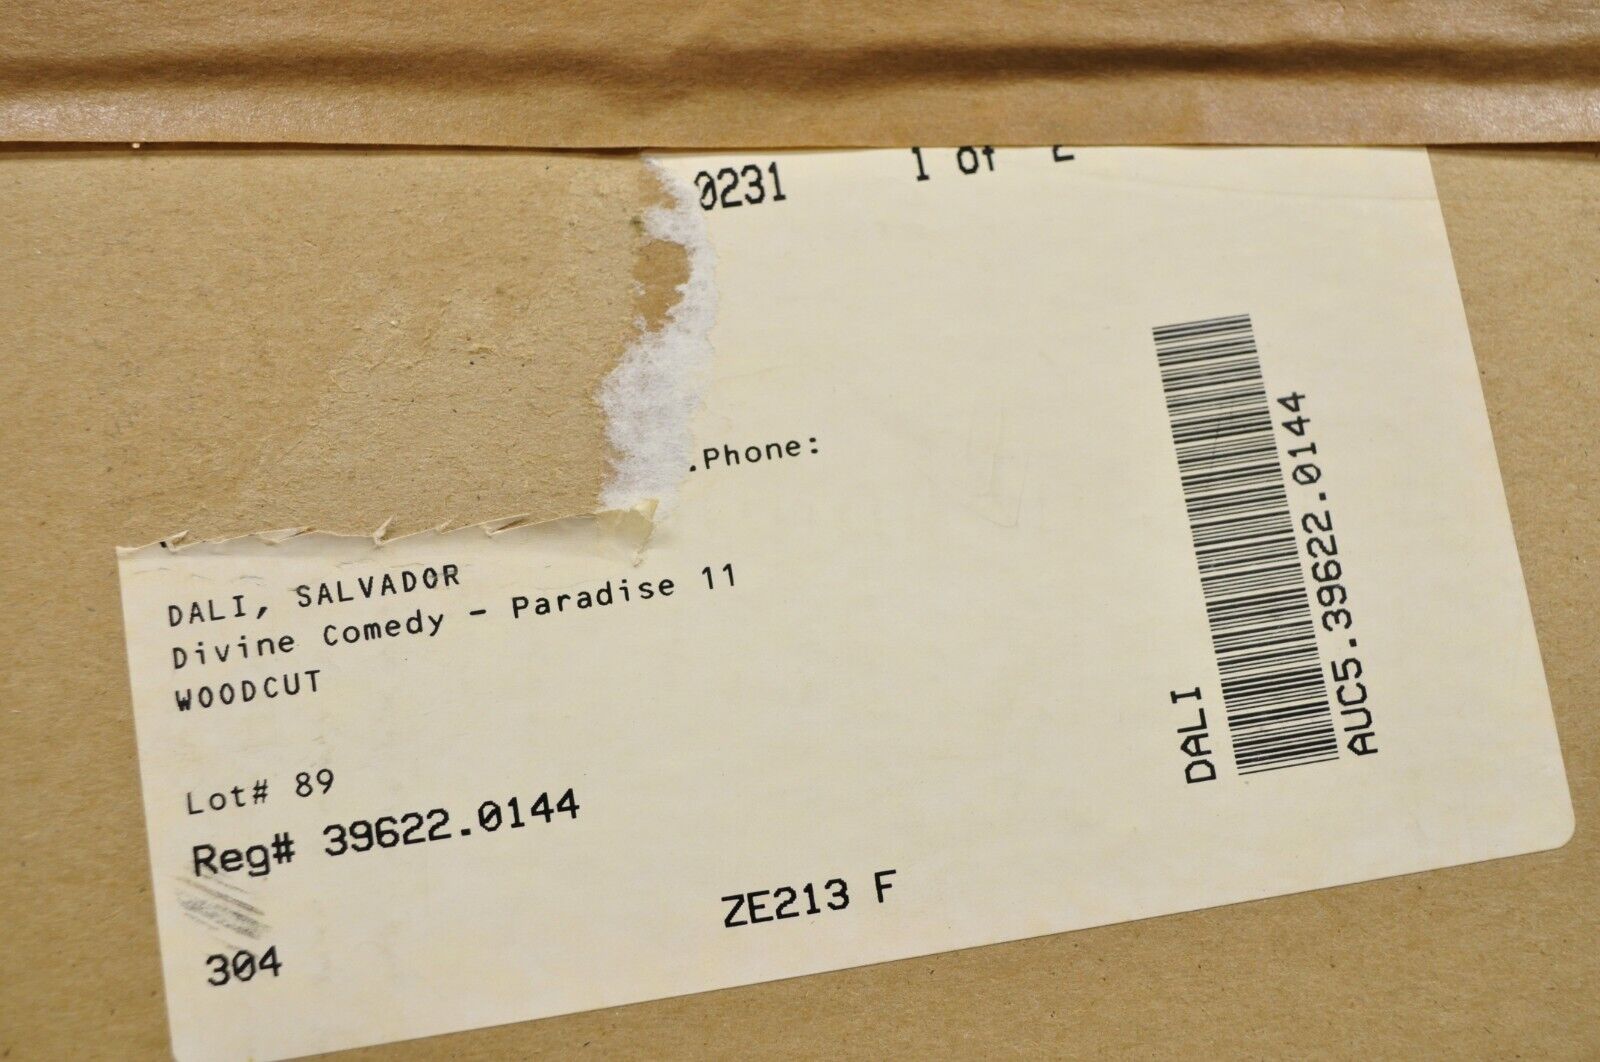 0231 1 of
.Phone:
DALI, SALVADOR
Divine Comedy - Paradise 11
WOODCUT
Lot# 89
Reg# 39622.0144
304
ZE213 F
DALI
AUC5.39622.0144